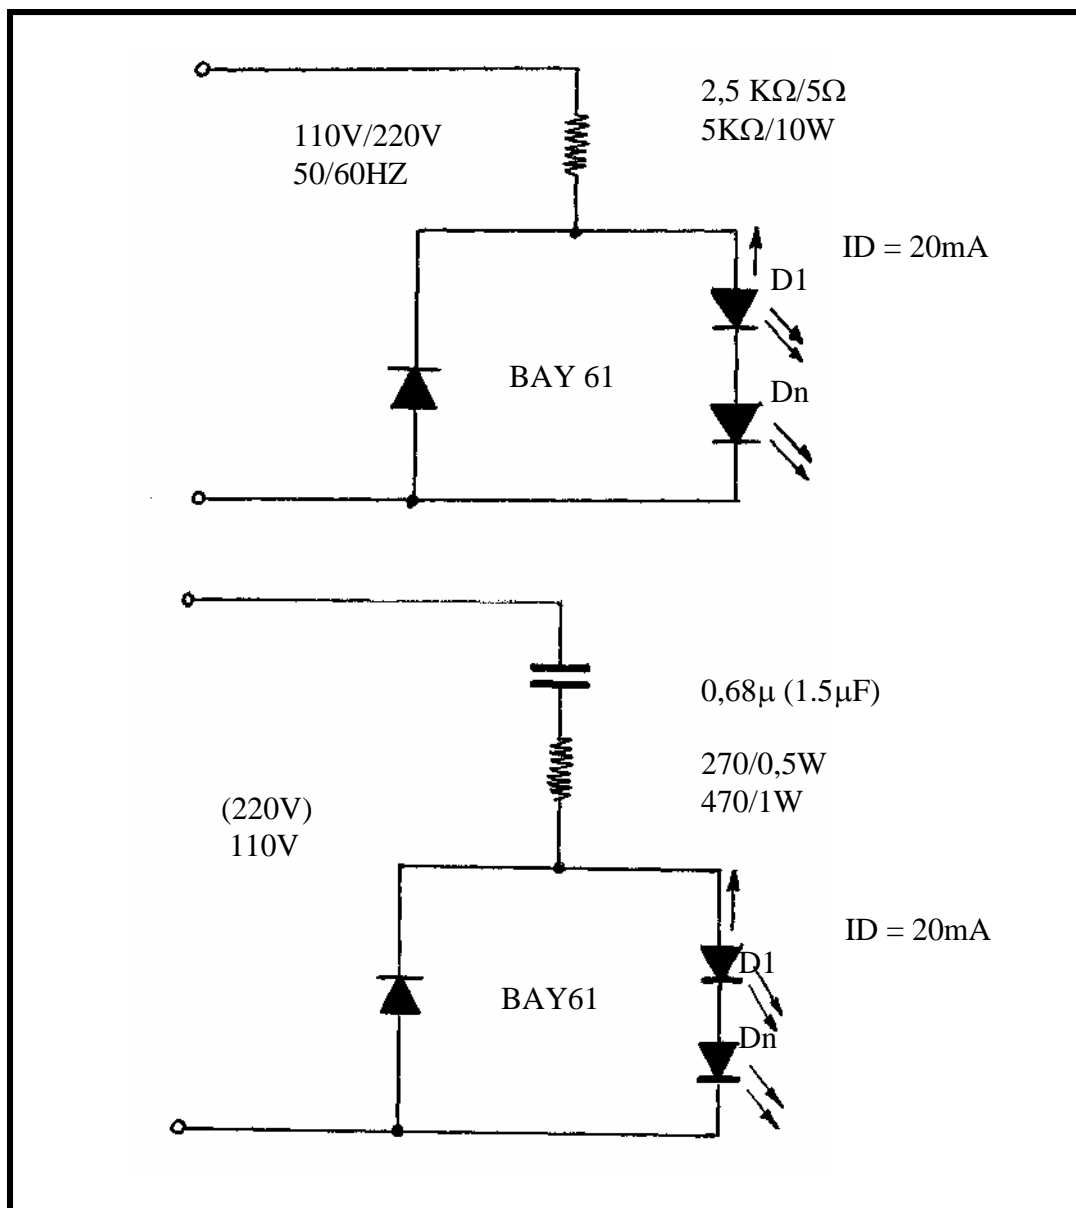 2,5 KΩ/5Ω
5KΩ/10W
110V/220V
50/60HZ
ID = 20mA
D1
BAY 61
Dn
0,68μ (1.5μF)
270/0,5W
470/1W
(220V)
110V
ID = 20mA
D1
BAY61
Dn